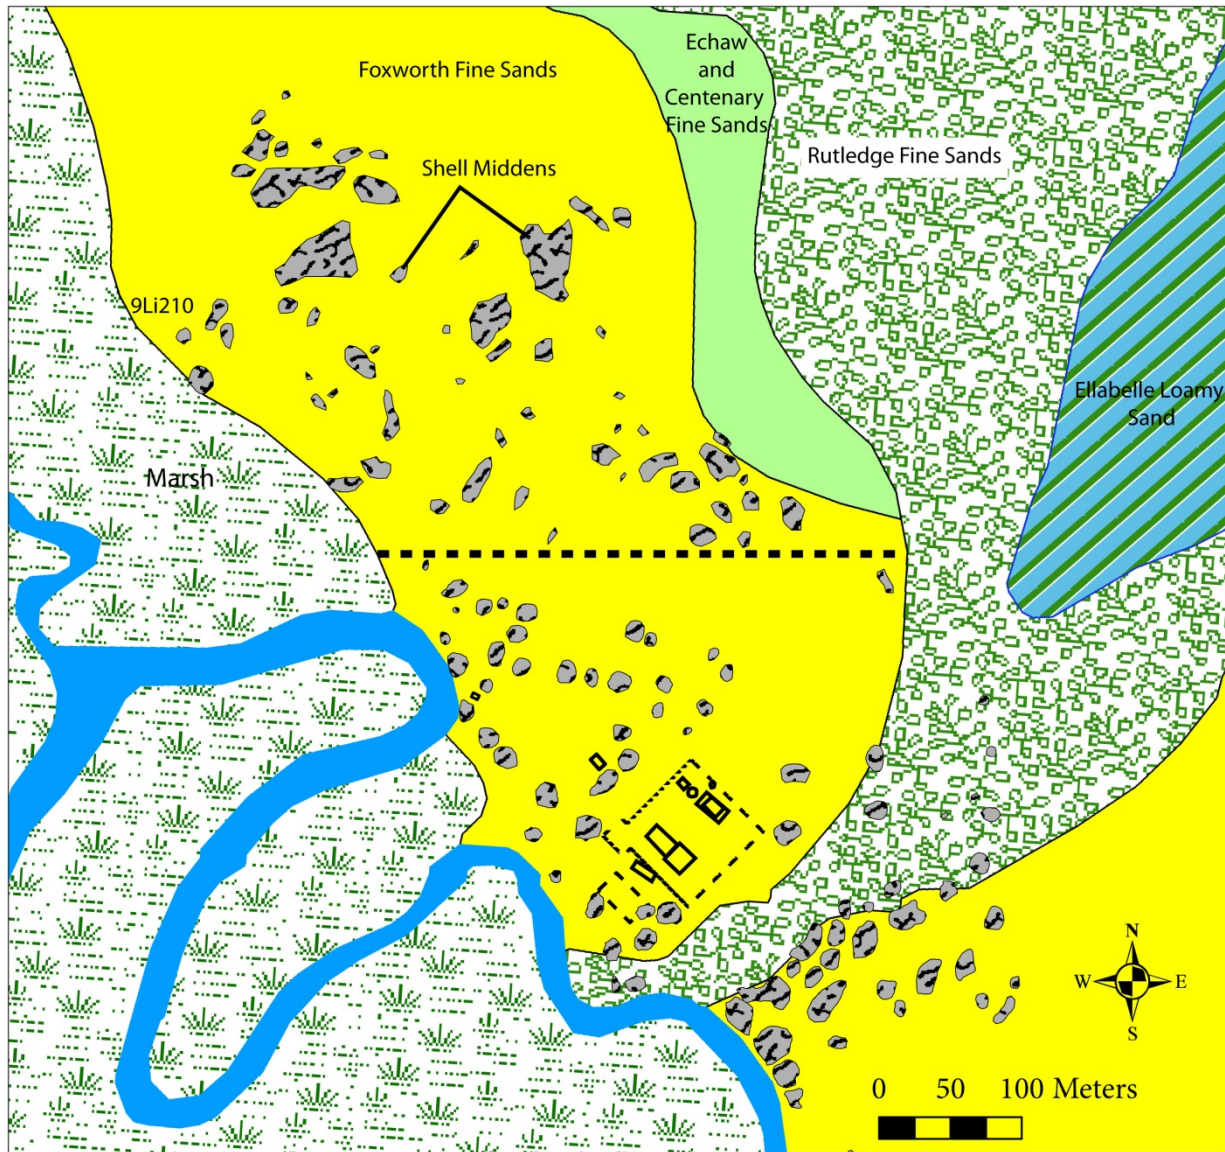 Echaw
and
Centenary
Fine Sands
Foxworth Fine Sands
Rutledge Fine Sands
Shell Middens
9Li210
Ellabelle Loamy
Sand
Marsh
N
W E
S
0 50 100 Meters